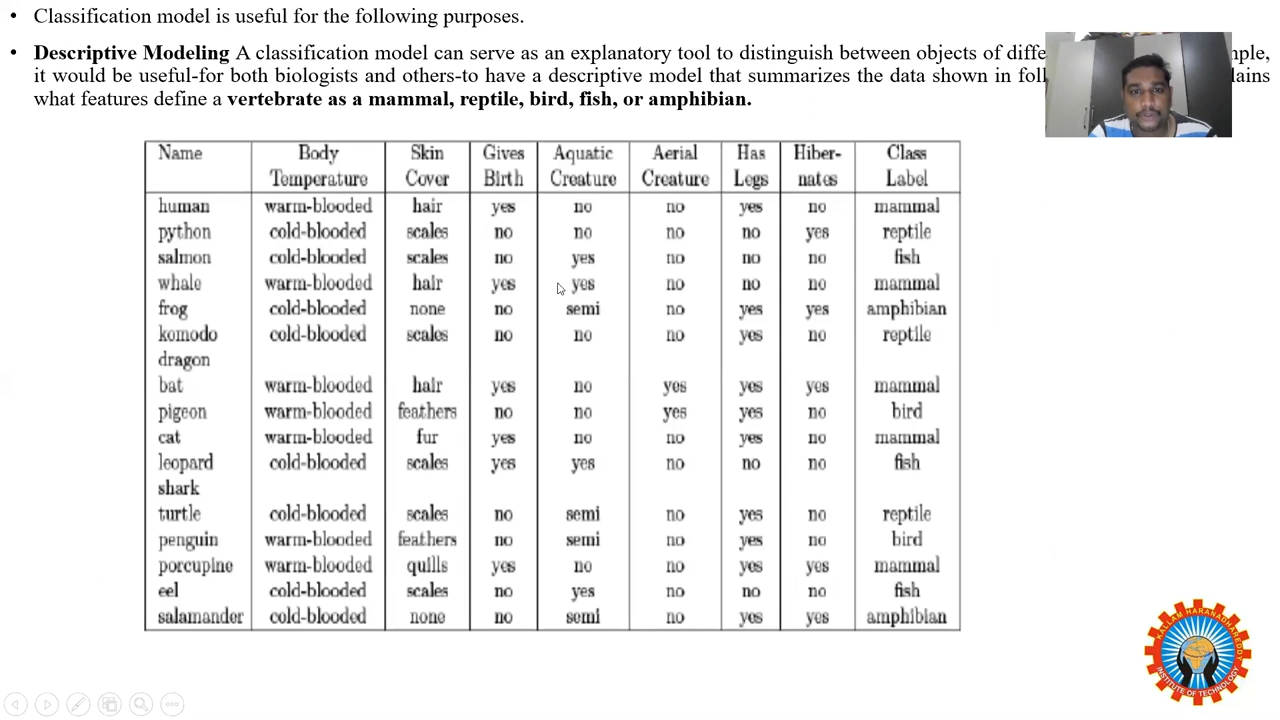 • Classification model is useful for the following purposes.
• Descriptive Modeling A classification model can serve as an explanatory tool to distinguish between objects of diffe mple,
it would be useful-for both biologists and others-to have a descriptive model that summarizes the data shown in foll lains
what features define a vertebrate as a mammal, reptile, bird, fish, or amphibian.
Name Body Skin Gives Aquatic Aerial Has Hiber- Class
Temperature Cover Birth Creature Creature Legs nates Label
human warm-blooded hair yes no no yes no mammal
python cold-blooded scales no no no no yes reptile
salmon cold-blooded scales no yes no no no fish
whale warm-blooded hair yes yes no no no mammal
frog cold-blooded none no semi no yes yes amphibian
komodo cold-blooded scales no no no yes no reptile
dragon
bat warm-blooded hair yes no yes yes yes mammal
pigeon warm-blooded feathers no no yes yes no bird
cat warm-blooded fur yes no no yes no mammal
leopard cold-blooded scales yes yes no no no fish
shark
turtle cold-blooded scales no semi no yes no reptile
penguin warm-blooded feathers no semi no yes no bird
porcupine warm-blooded quills yes no no yes yes mammal
eel cold-blooded scales no yes no no no fish
salamander cold-blooded none no semi no yes yes amphibian
KALLAM HARANADHAREDDY
INSTITUTE OF TECHNOLOGY